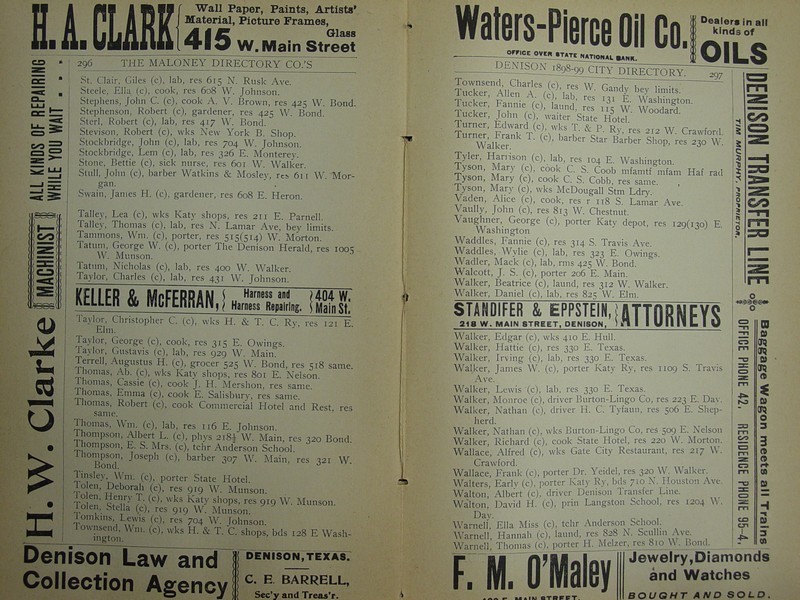 H. A. CLARK
Wall Paper, Paints, Artists'
Material, Picture Frames,
Glass
415 W. Main Street
296 THE MALONEY DIRECTORY CO.'S
St. Clair, Giles (c), lab, res 615 N. Rusk Ave.
Steele, Ella (c), cook, res 608 W. Johnson.
Stephens, John C. (c), cook A. V. Brown, res 425 W. Bond.
Stephenson, Robert (c), gardener, res 425 W. Bond.
Sterl, Robert (c), lab, res 417 W. Bond.
Stevison, Robert (c), wks New York B. Shop.
Stockbridge, John (c), res 704 W. Johnson.
Stockbridge, Lem (c), lab, res 326 E. Monterey.
Stone, Bettie (c), sick nurse, res 601 W. Walker.
Stull, John (c), barber Watkins & Mosley, res 611 W. Mor-
gan.
Swain, James H. (c), gardener, res 608 E. Heron.
Talley, Lea (c), wks Katy shops, res 211 E. Parnell.
Talley, Thomas (c), lab, res N. Lamar Ave, bey limits.
Tammons, Wm. (c), porter, res 515(514) W. Morton.
Tatum, George W. (c), porter The Denison Herald, res 1005
W. Munson.
Tatum, Nicholas (c), lab, res 400 W. Walker.
Taylor, Charles (c), lab, res 431 W. Johnson.
KELLER & McFERRAN, Harness and
Harness Repairing. 404 W.
Main St.
Taylor, Christopher C. (c), wks H. & T. C. Ry, res 121 E.
Elm.
Taylor, George (c), cook, res 315 E. Owings.
Taylor, Gustavis (c), lab, res 929 W. Main.
Terrell, Augustus H. (c), grocer 525 W. Bond, res 518 same.
Thomas, Ab. (c), wks Katy shops, res 801 E. Nelson.
Thomas, Cassie (c), cook J. H. Mershon, res same.
Thomas, Emma (c), cook E. Salisbury, res same.
Thomas, Robert (c), cook Commercial Hotel and Rest, res
same.
Thomas, Wm. (c), lab, res 116 E. Johnson.
Thompson, Albert L. (c), phys 218½ W. Main, res 320 Bond.
Thompson, E. S. Mrs. (c), tchr Anderson School.
Thompson, Joseph (c), barber 307 W. Main, res 321 W.
Bond.
Tinsley, Wm. (c), porter State Hotel.
Tolen, Deborah (c), res 919 W. Munson.
Tolen, Henry T. (c), wks Katy shops, res 919 W. Munson.
Tolen, Stella (c), res 919 W. Munson.
Tomkins, Lewis (c), res 704 W. Johnson.
Townsend, Wm. (c), wks H. & T. C. shops, bds 128 E Wash-
ington.
ALL KINDS OF REPAIRING
WHILE YOU WAIT
MACHINIST
H. W. Clarke
Denison Law and
Collection Agency
DENISON, TEXAS.
C. E. BARRELL,
Sec'y and Treas'r.
Waters-Pierce Oil Co.
OFFICE OVER STATE NATIONAL BANK.
Dealers in all
kinds of
OILS
DENISON 1898-99 CITY DIRECTORY. 297
Townsend, Charles (c), res W. Gandy bey limits.
Tucker, Allen A. (c), lab, res 131 E. Washington.
Tucker, Fannie (c), laund, res 115 W. Woodard.
Tucker, John (c), waiter State Hotel.
Turner, Edward (c), wks T. & P. Ry, res 212 W. Crawford.
Turner, Frank T. (c), barber Star Barber Shop, res 230 W.
Walker.
Tyler, Harrison (c), lab, res 104 E. Washington.
Tyson, Mary (c), cook C. S. Coob mfamtf mfam Haf rad
Tyson, Mary (c), cook C. S. Cobb, res same.
Tyson, Mary (c), wks McDougall Stm Ldry.
Vaden, Alice (c), cook, res r 118 S. Lamar Ave.
Vaully, John (c), res 813 W. Chestnut.
Vaughner, George (c), porter Katy depot, res 129(130) E.
Washington
Waddles, Fannie (c), res 314 S. Travis Ave.
Waddles, Wylie (c), lab, res 323 E. Owings.
Wadler, Mack (c), lab, rms 425 W. Bond.
Walcott, J. S. (c), porter 206 E. Main.
Walker, Beatrice (c), laund, res 312 W. Walker.
Walker, Daniel (c), lab, res 825 W. Elm.
STANDIFER & EPPSTEIN,
218 W. MAIN STREET, DENISON,
ATTORNEYS
Walker, Edgar (c), wks 410 E. Hull.
Walker, Hattie (c), res 330 E. Texas.
Walker, Irving (c), lab, res 330 E. Texas.
Walker, James W. (c), porter Katy Ry, res 1109 S. Travis
Ave.
Walker, Lewis (c), lab, res 330 E. Texas.
Walker, Monroe (c), driver Burton-Lingo Co, res 223 E. Day.
Walker, Nathan (c), driver H. C. Tyfaun, res 506 E. Shep-
herd.
Walker, Nathan (c), wks Burton-Lingo Co, res 509 E. Nelson
Walker, Richard (c), cook State Hotel, res 220 W. Morton.
Wallace, Alfred (c), wks Gate City Restaurant, res 217 W.
Crawford.
Wallace, Frank (c), porter Dr. Yeidel, res 320 W. Walker.
Walters, Early (c), porter Katy Ry, bds 710 N. Houston Ave.
Walton, Albert (c), driver Denison Transfer Line.
Walton, David H. (c), prin Langston School, res 1204 W.
Day.
Warnell, Ella Miss (c), tchr Anderson School.
Warnell, Hannah (c), laund, res 828 N. Scullin Ave.
Warnell, Thomas (c), porter H. Melzer, res 810 W. Bond.
DENISON TRANSFER LINE
TIM MURPHY, PROPRIETOR.
Baggage Wagon meets all Trains
OFFICE PHONE 42. RESIDENCE PHONE 95-4.
F. M. O'Maley
MAIN STREET.
Jewelry, Diamonds
and Watches
BOUGHT AND SOLD.